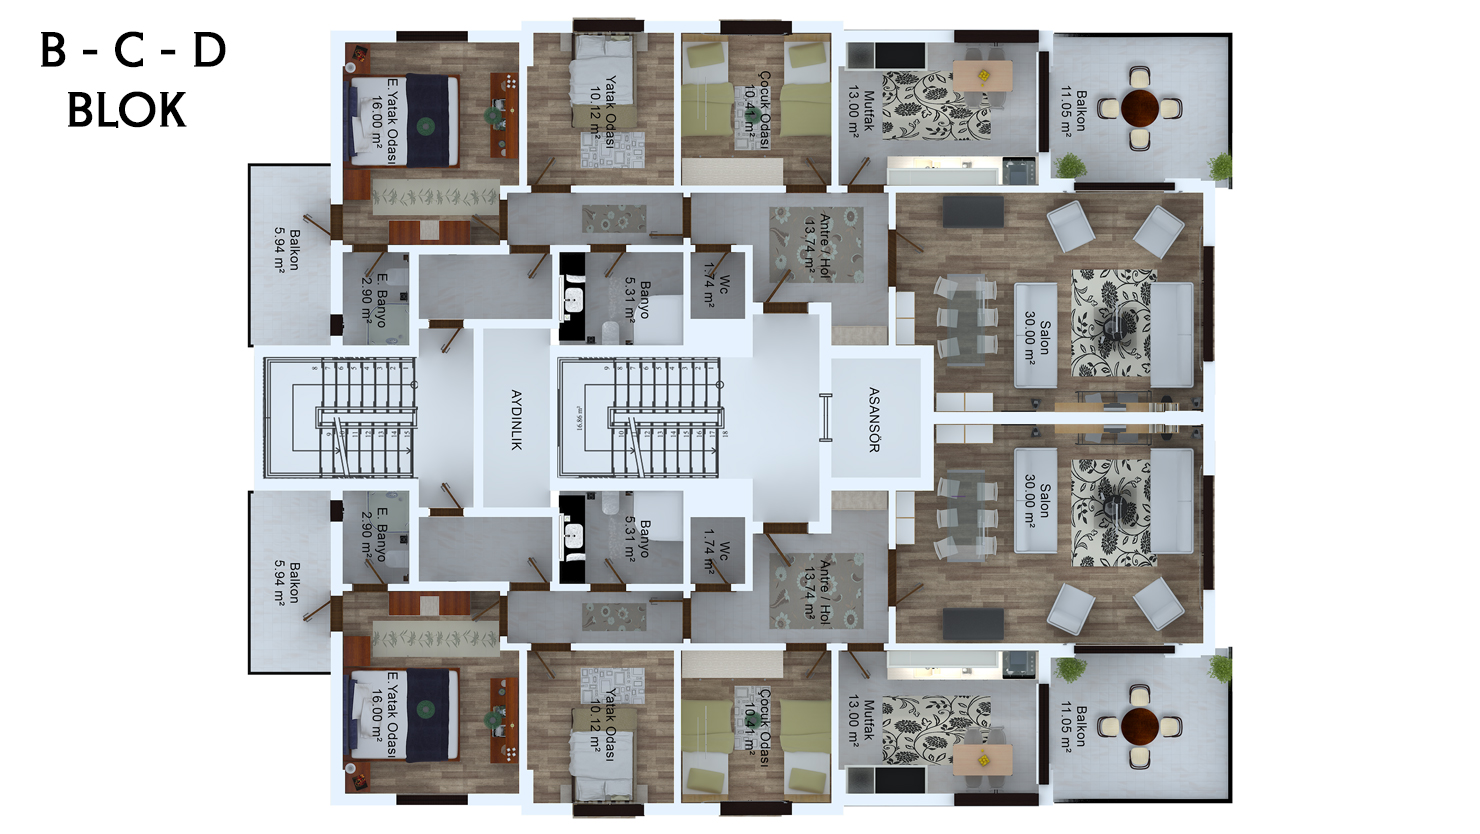 B - C - D
BLOK
E.Yatak Odası
16.00 m²
Yatak Odası
10.12 m²
Çocuk Odası
10.41 m²
Mutfak
13.00 m²
Balkon
11.05 m²
Balkon
5.94 m²
E. Banyo
2.90 m²
Banyo
5.31 m²
Wc
1.74 m²
Antre / Hol
13.74 m²
Salon
30.00 m²
AYDINLIK
16.86 m²
ASANSÖR
Salon
30.00 m²
Balkon
5.94 m²
E. Banyo
2.90 m²
Banyo
5.31 m²
Wc
1.74 m²
Antre / Hol
13.74 m²
E.Yatak Odası
16.00 m²
Yatak Odası
10.12 m²
Çocuk Odası
10.41 m²
Mutfak
13.00 m²
Balkon
11.05 m²